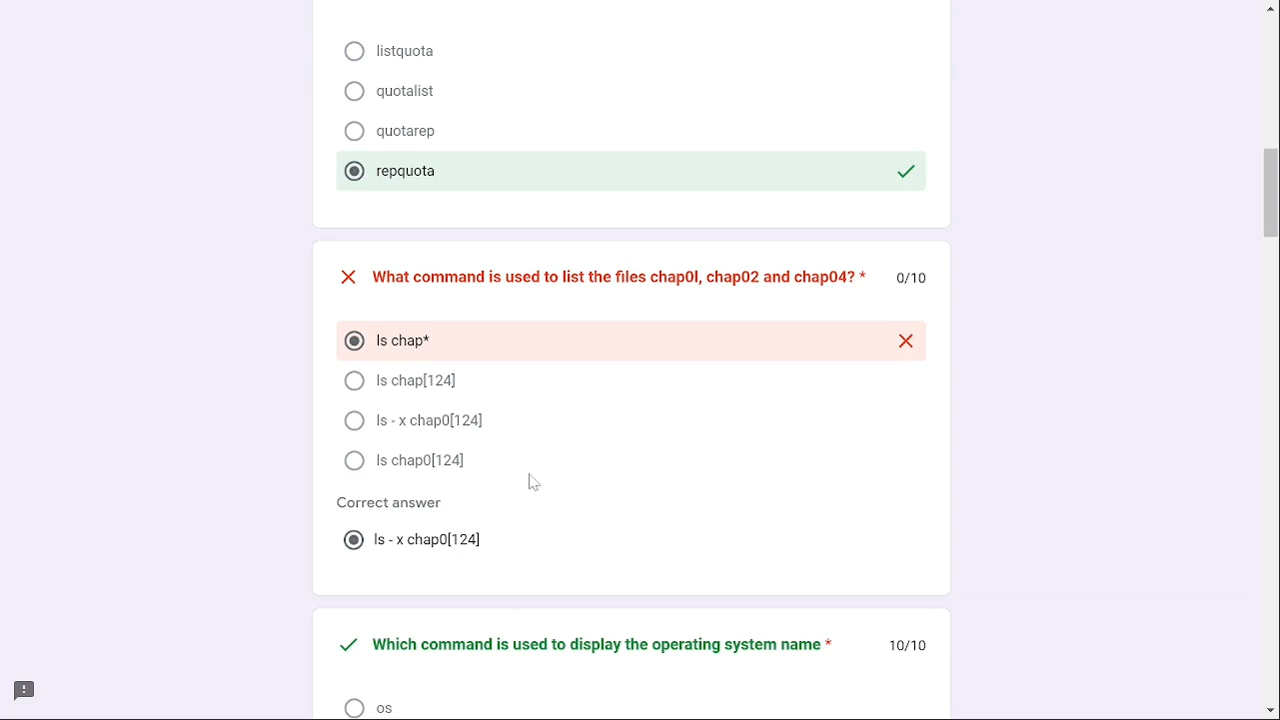 listquota
quotalist
quotarep
repquota
What command is used to list the files chap0l, chap02 and chap04? *
0/10
ls chap*
ls chap[124]
ls - x chap0[124]
ls chap0[124]
Correct answer
ls - x chap0[124]
Which command is used to display the operating system name *
10/10
os